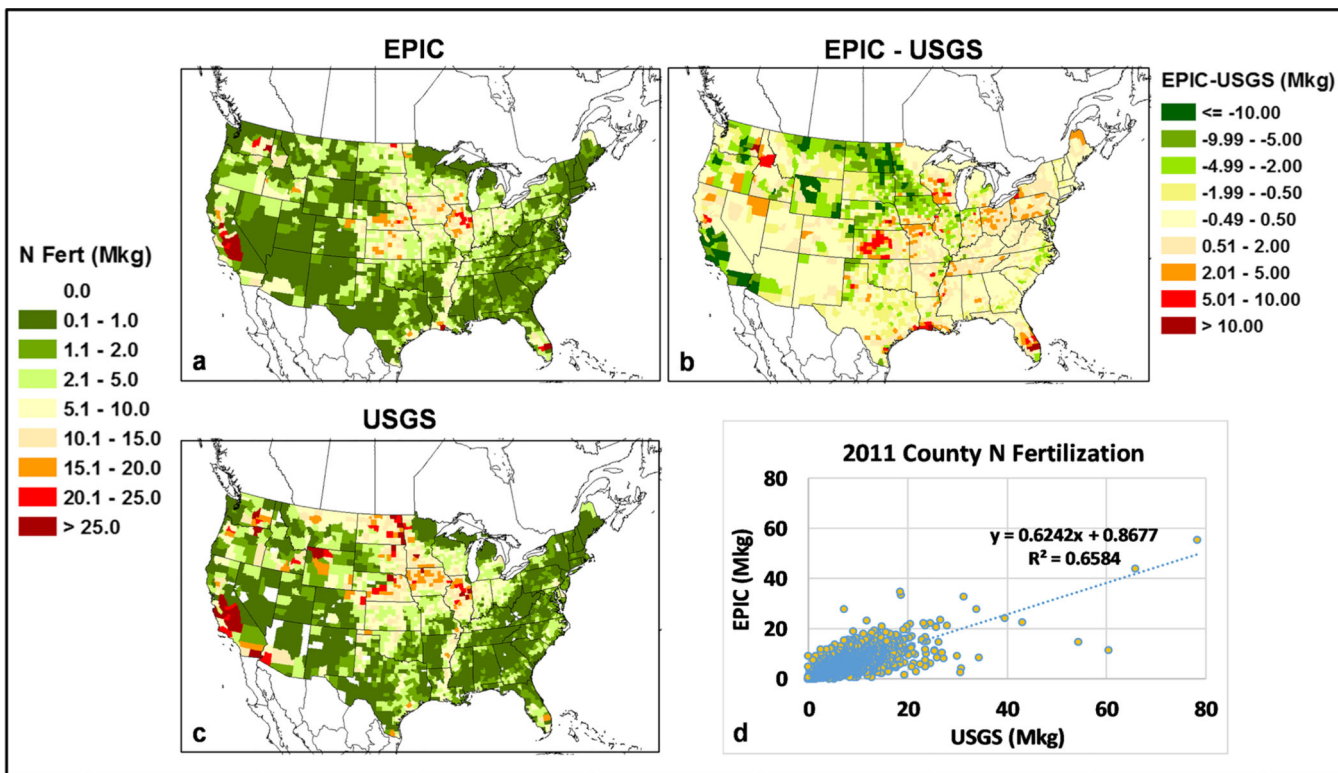 EPIC
EPIC - USGS
a
b
EPIC-USGS (Mkg)
<= -10.00
-9.99 - -5.00
-4.99 - -2.00
-1.99 - -0.50
-0.49 - 0.50
0.51 - 2.00
2.01 - 5.00
5.01 - 10.00
> 10.00
N Fert (Mkg)
0.0
0.1 - 1.0
1.1 - 2.0
2.1 - 5.0
5.1 - 10.0
10.1 - 15.0
15.1 - 20.0
20.1 - 25.0
> 25.0
USGS
c
2011 County N Fertilization
80
60
40
20
0
EPIC (Mkg)
y = 0.6242x + 0.8677
R² = 0.6584
0 20 40 60 80
d
USGS (Mkg)